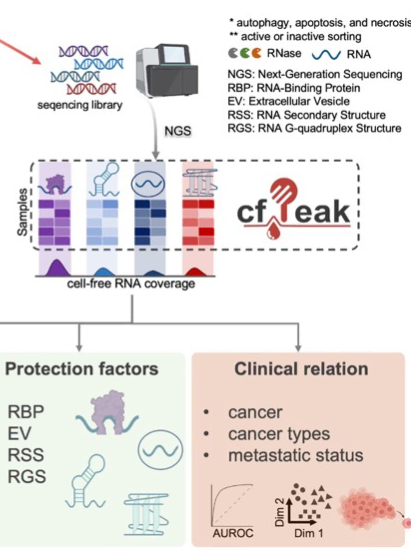 * autophagy, apoptosis, and necrosis
** active or inactive sorting
RNase RNA
seqencing library
NGS: Next-Generation Sequencing
RBP: RNA-Binding Protein
EV: Extracellular Vesicle
RSS: RNA Secondary Structure
RGS: RNA G-quadruplex Structure
NGS
Samples
cfPeak
cell-free RNA coverage
Protection factors
RBP
EV
RSS
RGS
Clinical relation
• cancer
• cancer types
• metastatic status
AUROC
Dim 2
Dim 1